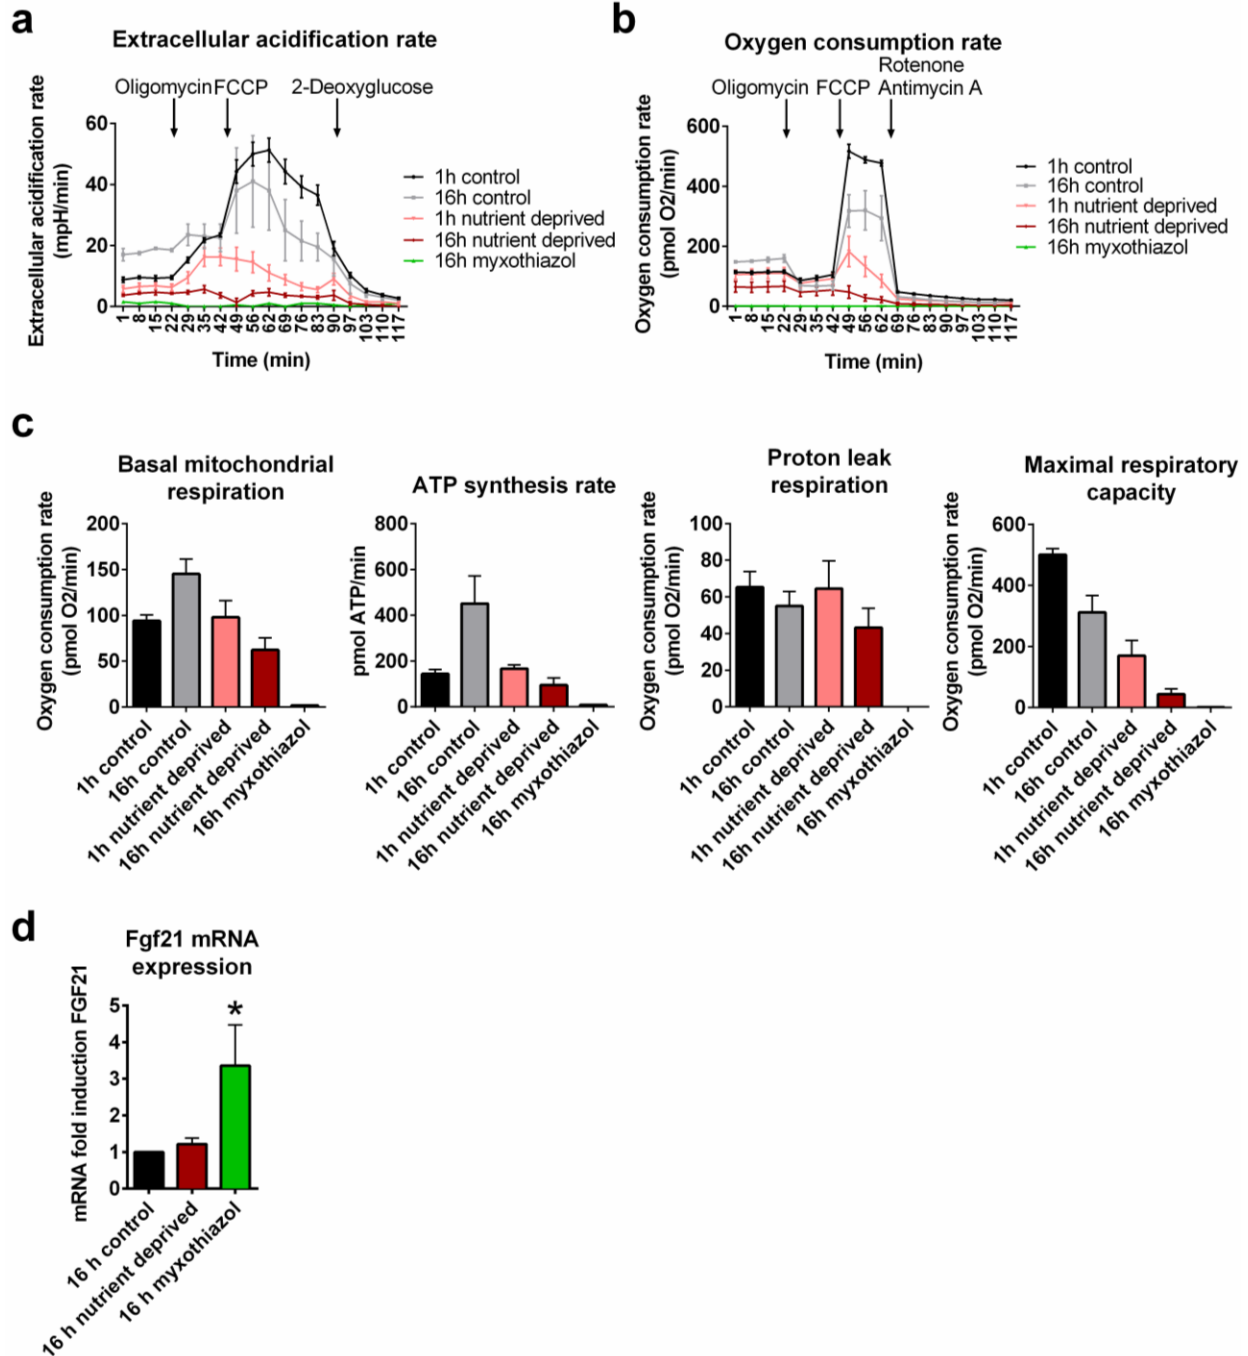 a
Extracellular acidification rate
Oligomycin FCCP 2-Deoxyglucose
Extracellular acidification rate
(mpH/min)
60
40
20
0
1 8 15 22 29 35 42 49 56 62 69 76 83 90 97 103 110 117
Time (min)
1h control
16h control
1h nutrient deprived
16h nutrient deprived
16h myxothiazol
b
Oxygen consumption rate
Rotenone
Oligomycin FCCP Antimycin A
Oxygen consumption rate
(pmol O2/min)
600
400
200
0
1 8 15 22 29 35 42 49 56 62 69 76 83 90 97 103 110 117
Time (min)
1h control
16h control
1h nutrient deprived
16h nutrient deprived
16h myxothiazol
c
Basal mitochondrial
respiration
Oxygen consumption rate
(pmol O2/min)
200
150
100
50
0
1h control
16h control
1h nutrient deprived
16h nutrient deprived
16h myxothiazol
ATP synthesis rate
pmol ATP/min
800
600
400
200
0
1h control
16h control
1h nutrient deprived
16h nutrient deprived
16h myxothiazol
Proton leak
respiration
Oxygen consumption rate
(pmol O2/min)
100
80
60
40
20
0
1h control
16h control
1h nutrient deprived
16h nutrient deprived
16h myxothiazol
Maximal respiratory
capacity
Oxygen consumption rate
(pmol O2/min)
600
400
200
0
1h control
16h control
1h nutrient deprived
16h nutrient deprived
16h myxothiazol
d
Fgf21 mRNA
expression
mRNA fold induction FGF21
5
4
3
2
1
0
*
16 h control
16 h nutrient deprived
16 h myxothiazol